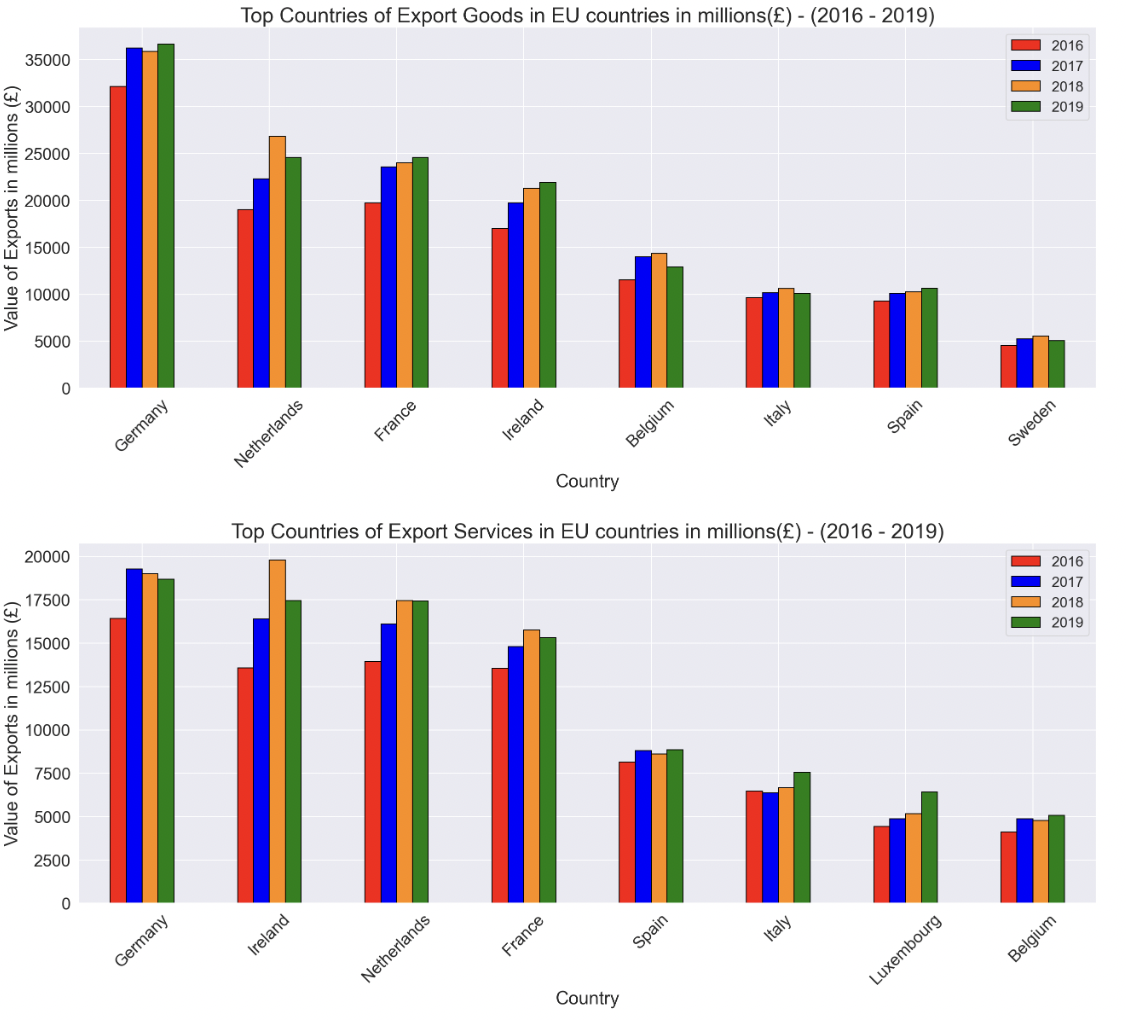 Top Countries of Export Goods in EU countries in millions(£) - (2016 - 2019)
Value of Exports in millions (£)
35000
30000
25000
20000
15000
10000
5000
0
2016
2017
2018
2019
Germany
Netherlands
France
Ireland
Belgium
Italy
Spain
Sweden
Country
Top Countries of Export Services in EU countries in millions(£) - (2016 - 2019)
Value of Exports in millions (£)
20000
17500
15000
12500
10000
7500
5000
2500
0
2016
2017
2018
2019
Germany
Ireland
Netherlands
France
Spain
Italy
Luxembourg
Belgium
Country